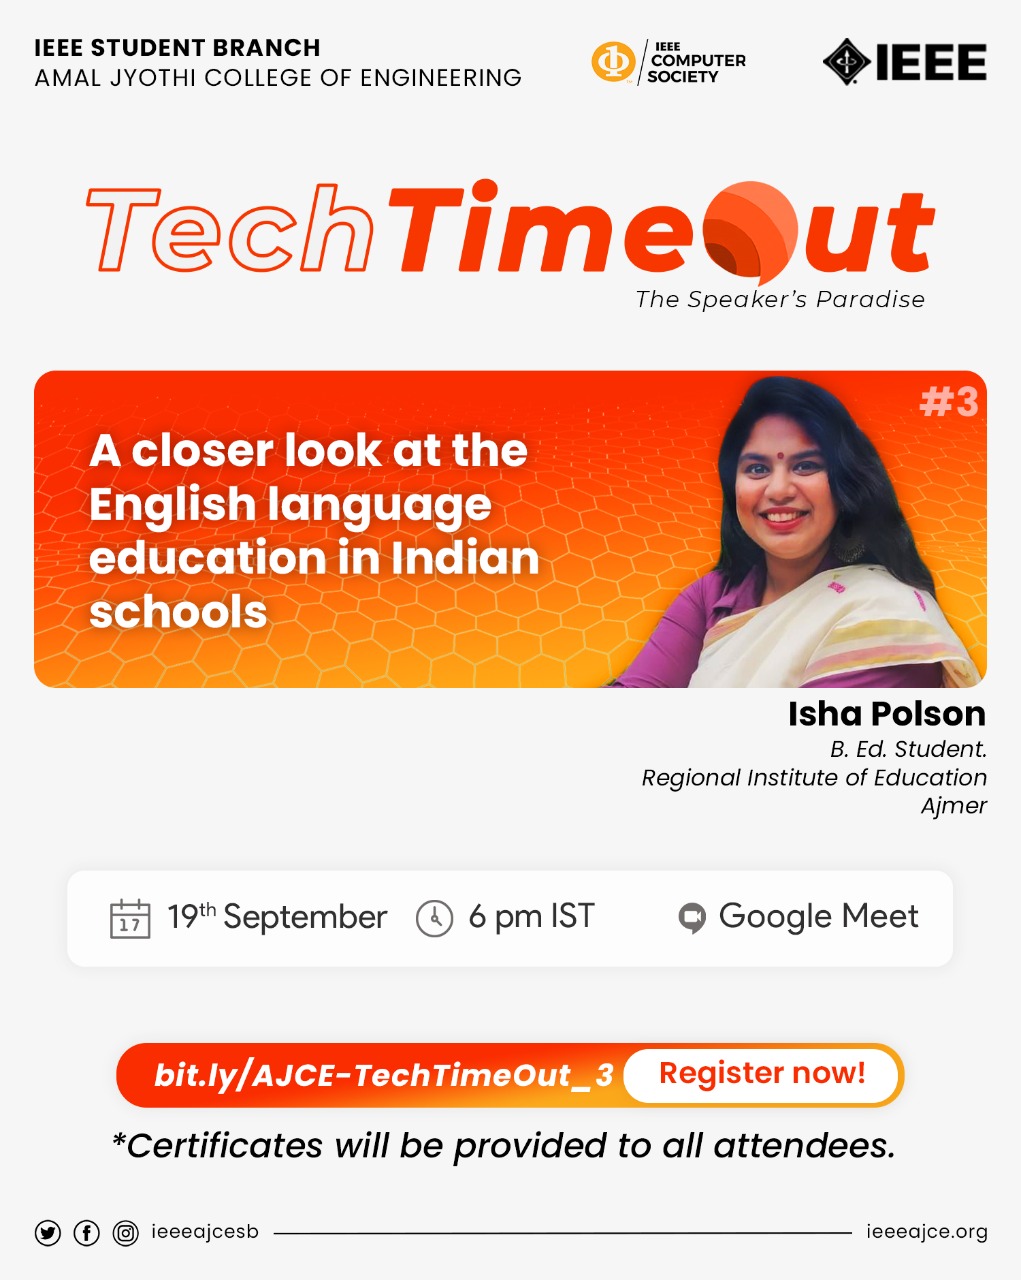 IEEE STUDENT BRANCH
AMAL JYOTHI COLLEGE OF ENGINEERING
IEEE
COMPUTER
SOCIETY
IEEE
TechTimeOut
The Speaker's Paradise
#3
A closer look at the
English language
education in Indian
schools
Isha Polson
B. Ed. Student.
Regional Institute of Education
Ajmer
17
19th September
6 pm IST
Google Meet
bit.ly/AJCE-TechTimeOut_3
Register now!
*Certificates will be provided to all attendees.
ieeeajcesb
ieeeajce.org